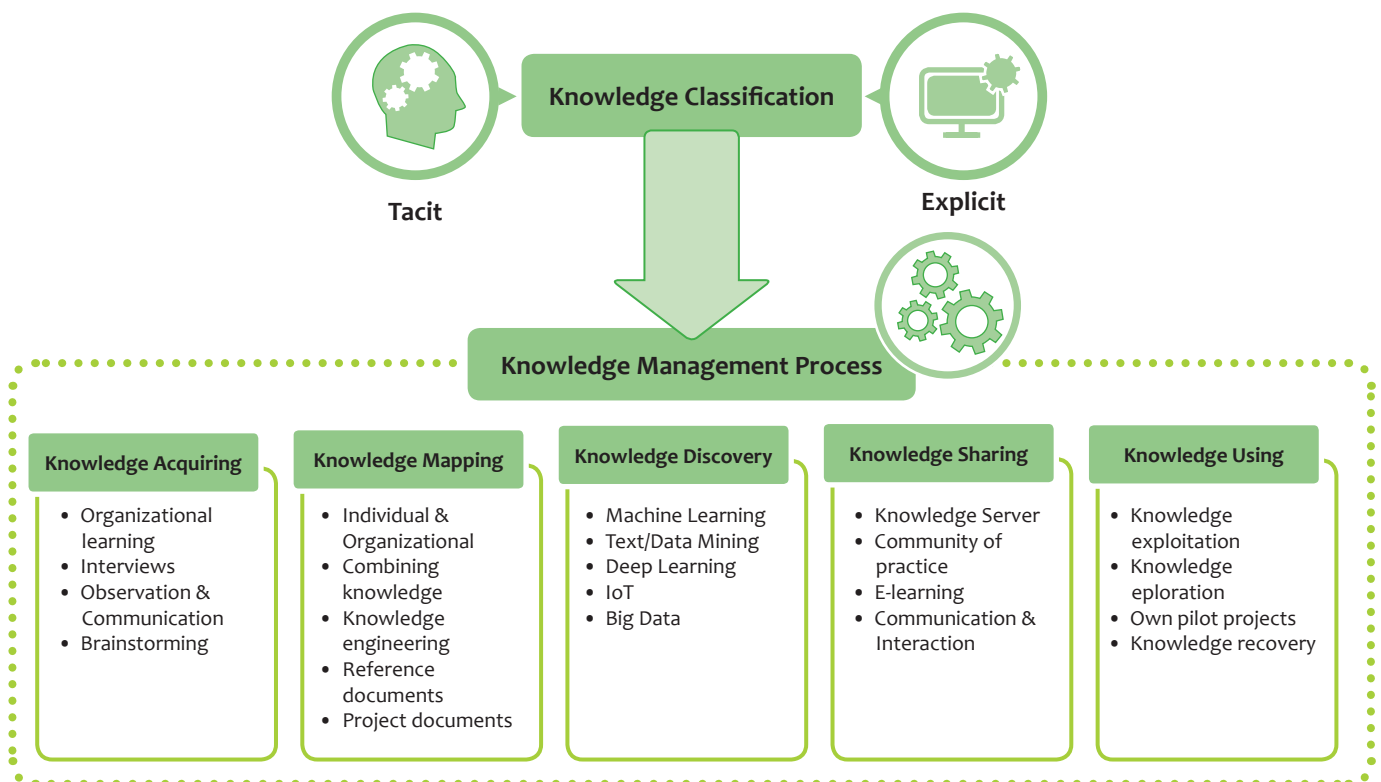 Knowledge Classification
Tacit
Explicit
Knowledge Management Process
Knowledge Acquiring
• Organizational
learning
• Interviews
• Observation &
Communication
• Brainstorming
Knowledge Mapping
• Individual &
Organizational
• Combining
knowledge
• Knowledge
engineering
• Reference
documents
• Project documents
Knowledge Discovery
• Machine Learning
• Text/Data Mining
• Deep Learning
• IoT
• Big Data
Knowledge Sharing
• Knowledge Server
• Community of
practice
• E-learning
• Communication &
Interaction
Knowledge Using
• Knowledge
exploitation
• Knowledge
eploration
• Own pilot projects
• Knowledge recovery